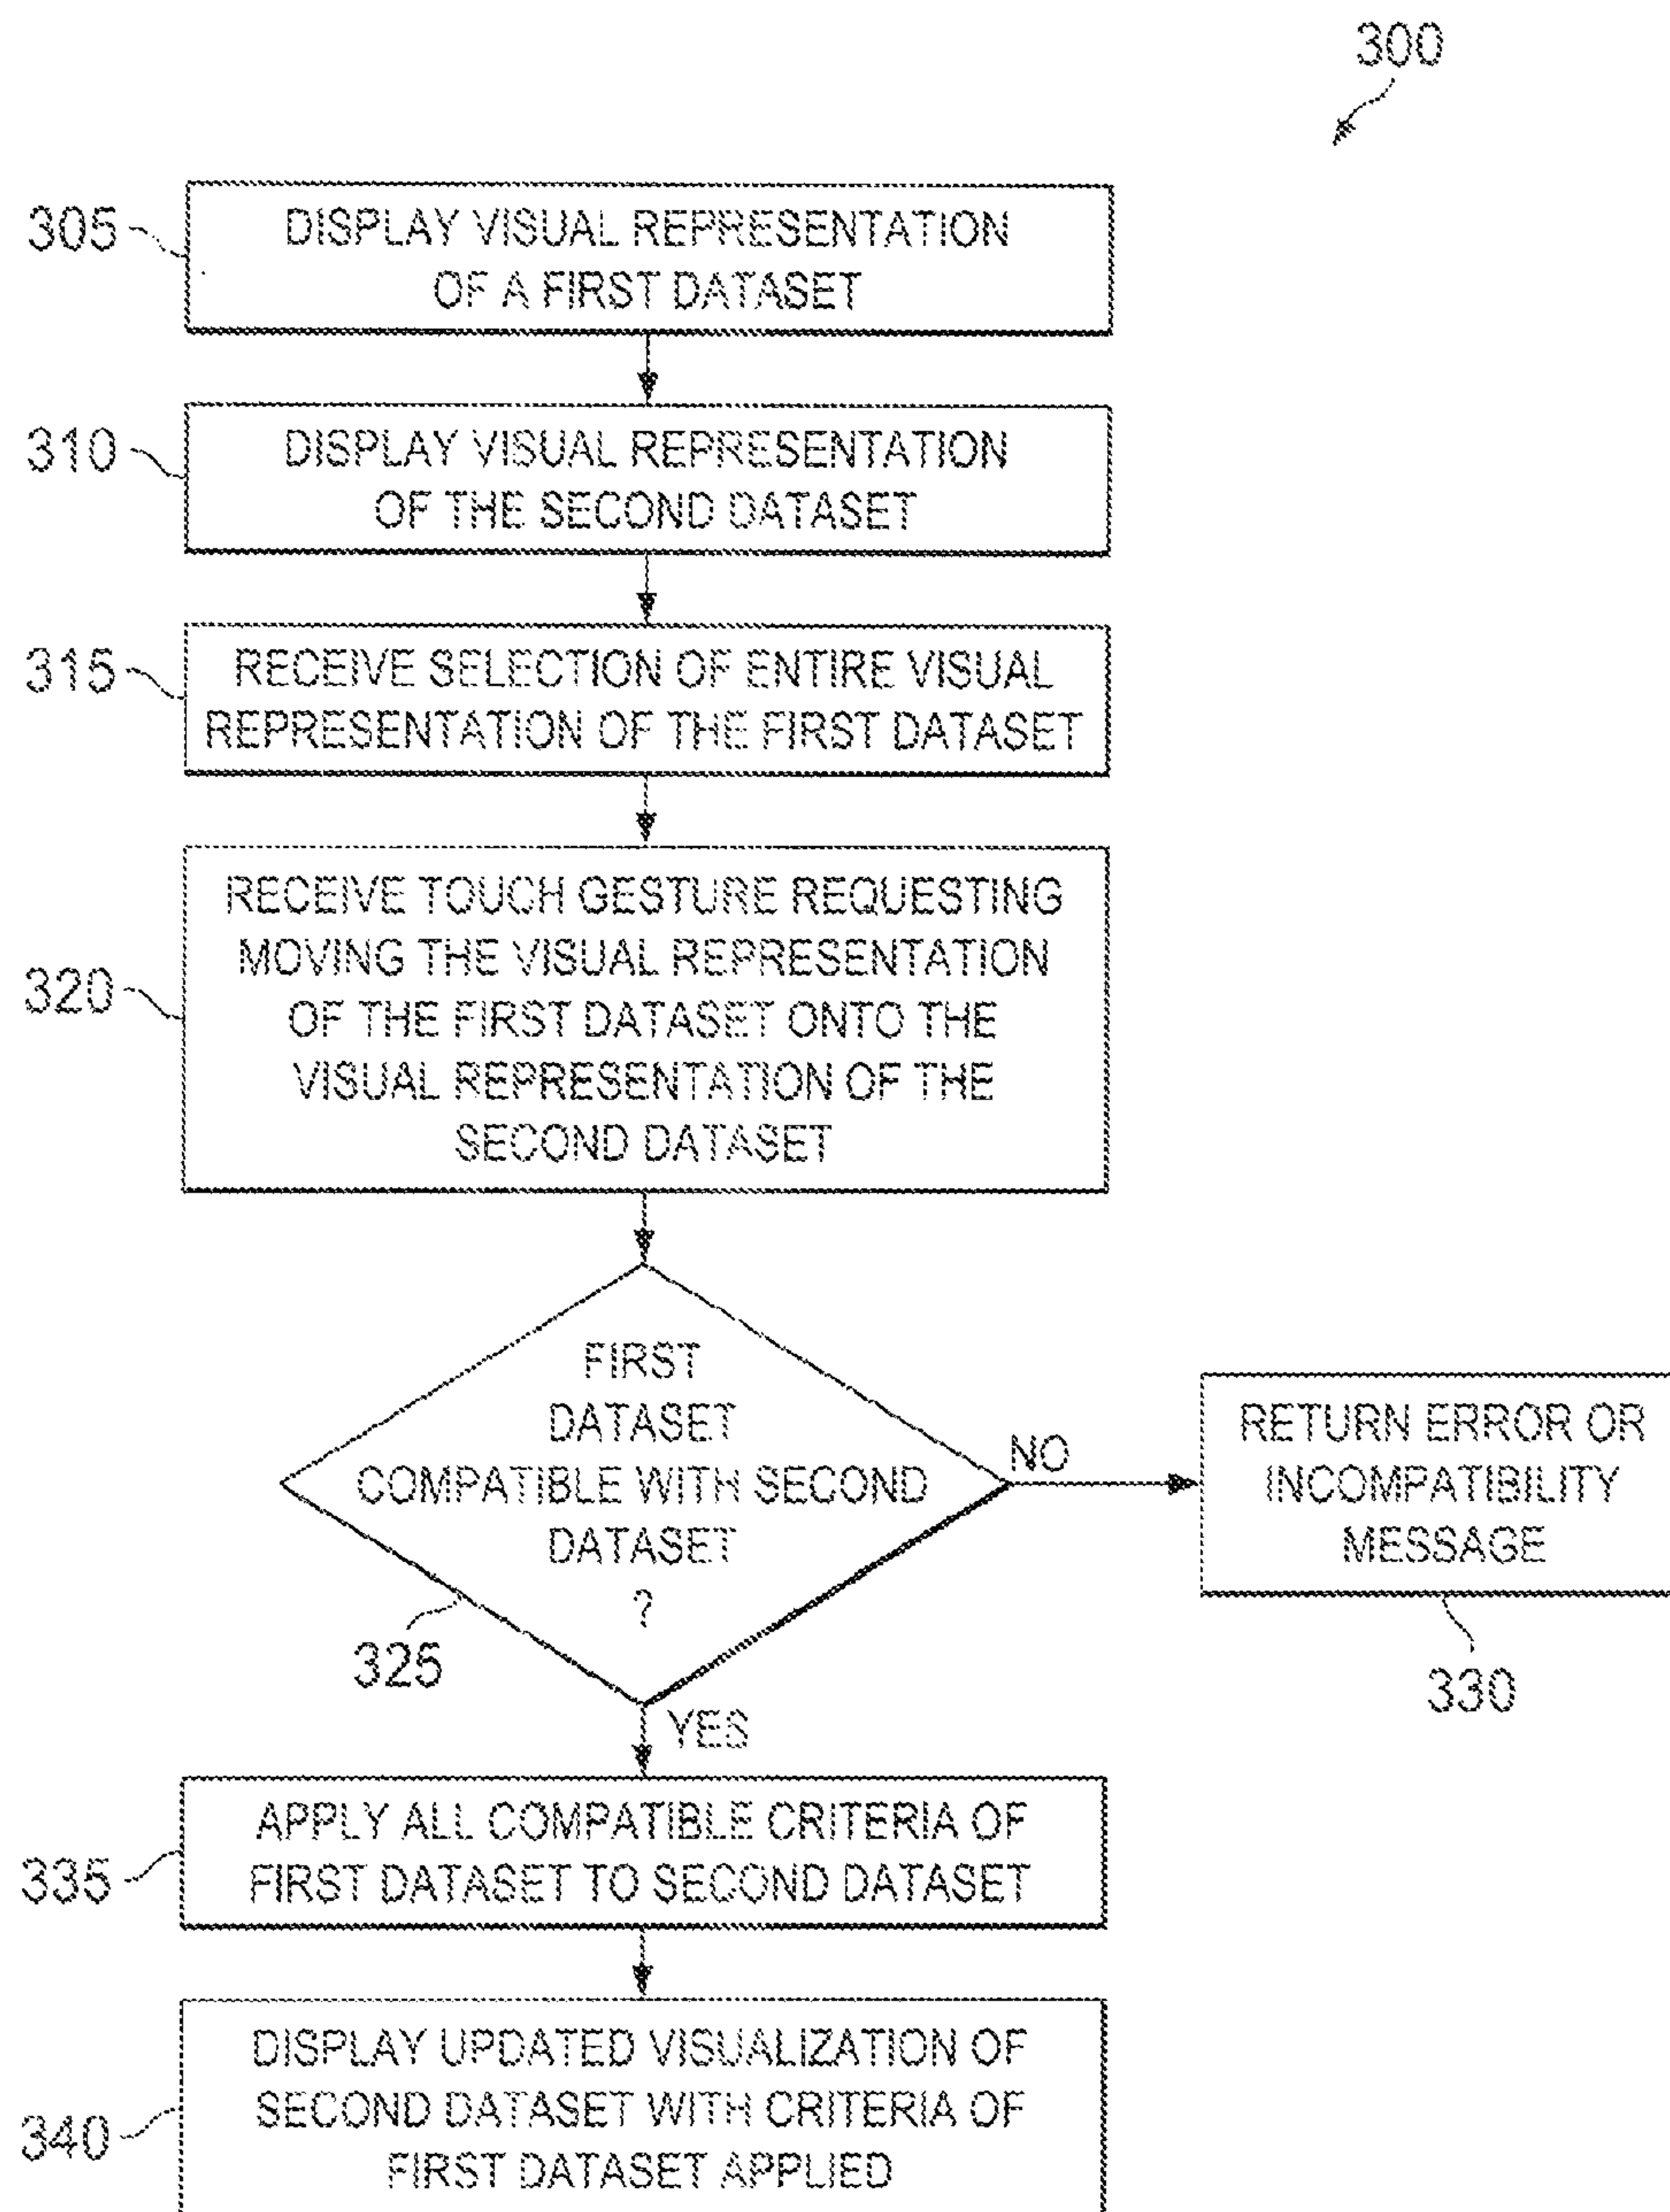 300
305
DISPLAY VISUAL REPRESENTATION
OF A FIRST DATASET
310
DISPLAY VISUAL REPRESENTATION
OF THE SECOND DATASET
315
RECEIVE SELECTION OF ENTIRE VISUAL
REPRESENTATION OF THE FIRST DATASET
320
RECEIVE TOUCH GESTURE REQUESTING
MOVING THE VISUAL REPRESENTATION
OF THE FIRST DATASET ONTO THE
VISUAL REPRESENTATION OF THE
SECOND DATASET
FIRST
DATASET
COMPATIBLE WITH SECOND
DATASET
?
325
NO
RETURN ERROR OR
INCOMPATIBILITY
MESSAGE
330
YES
335
APPLY ALL COMPATIBLE CRITERIA OF
FIRST DATASET TO SECOND DATASET
340
DISPLAY UPDATED VISUALIZATION OF
SECOND DATASET WITH CRITERIA OF
FIRST DATASET APPLIED